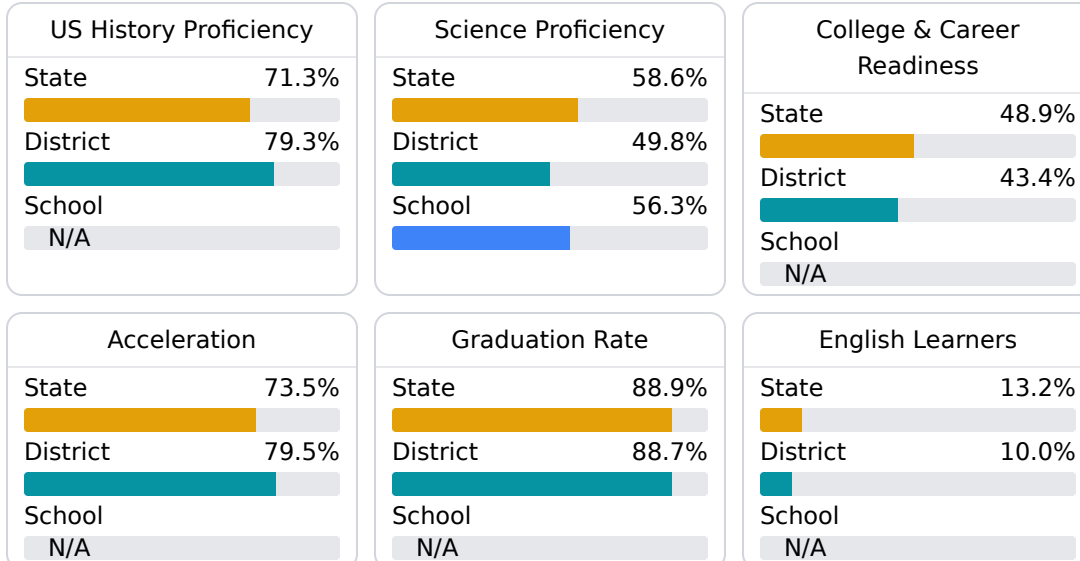 US History Proficiency
State 71.3%
District 79.3%
School
N/A
Science Proficiency
State 58.6%
District 49.8%
School 56.3%
College & Career
Readiness
State 48.9%
District 43.4%
School
N/A
Acceleration
State 73.5%
District 79.5%
School
N/A
Graduation Rate
State 88.9%
District 88.7%
School
N/A
English Learners
State 13.2%
District 10.0%
School
N/A